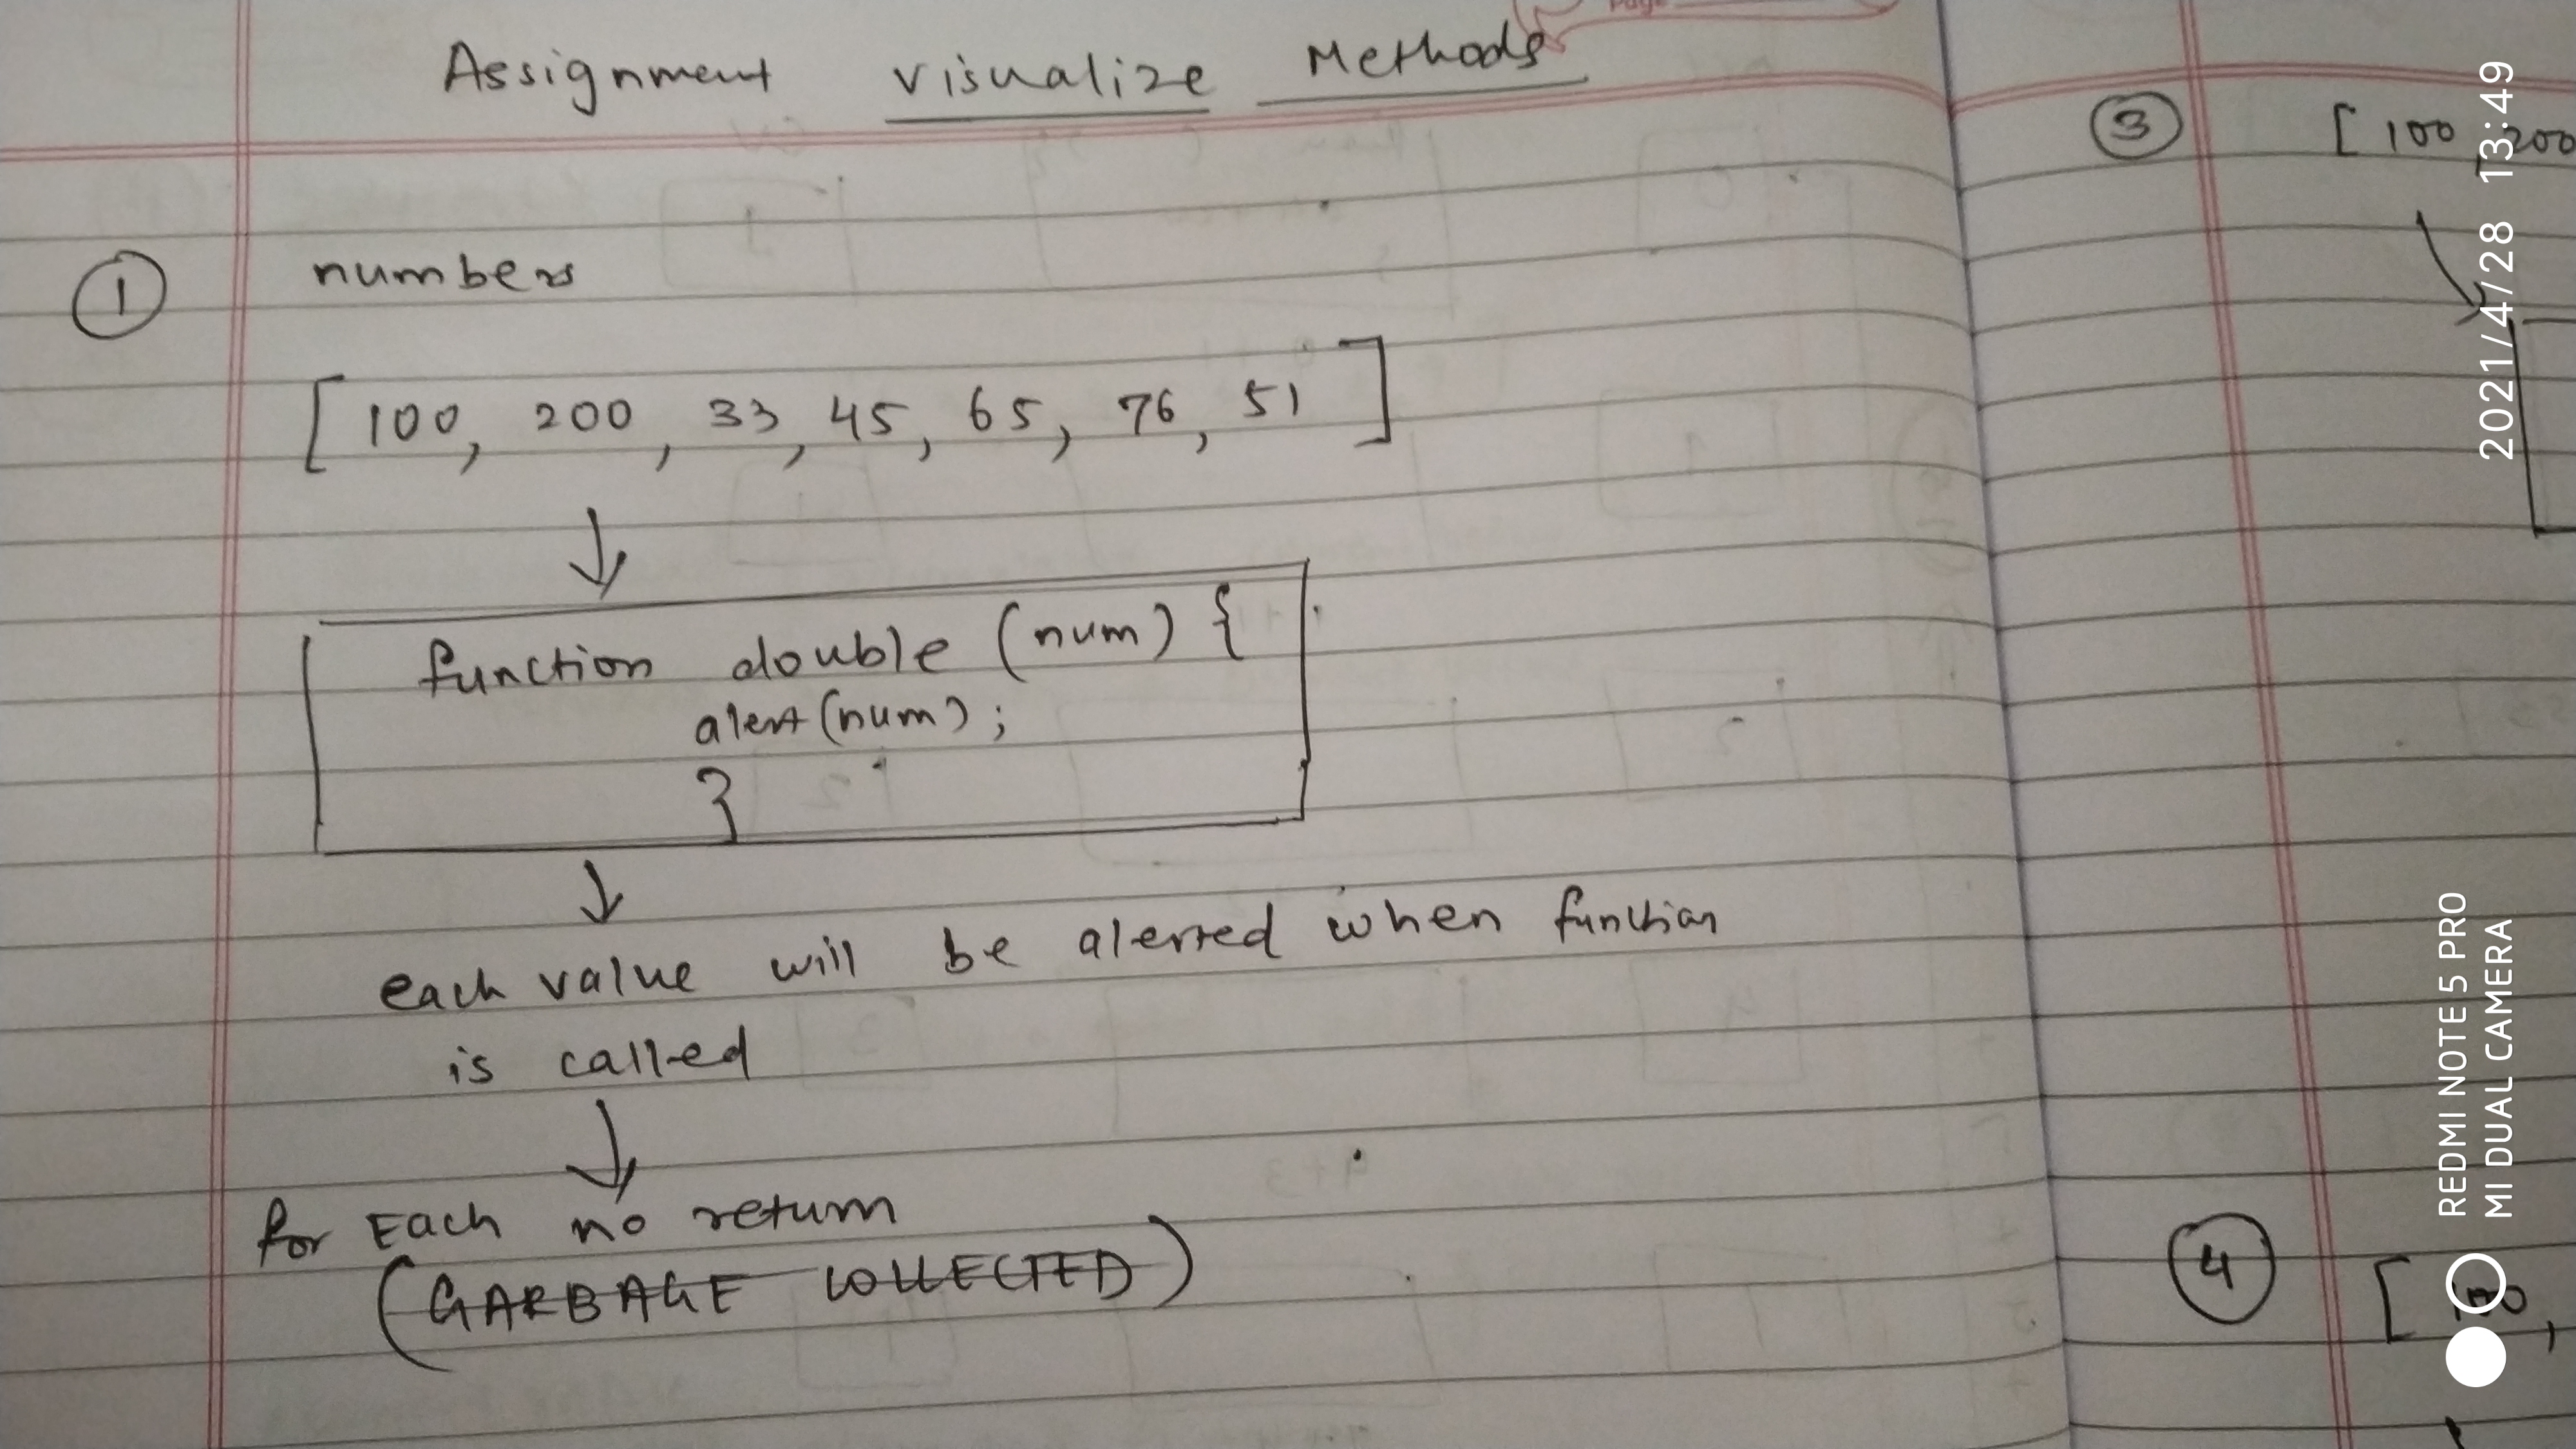 Assignment visualize Methods
① numbers
[ 100, 200, 33, 45, 65, 76, 51 ]
function double (num) {
alert (num);
}
each value will be alerted when function
is called
for Each no return
(GARBAGE COLLECTED)
③ [ 100, 200
④ [ 100,
2021/4/28 13:49
REDMI NOTE 5 PRO
MI DUAL CAMERA